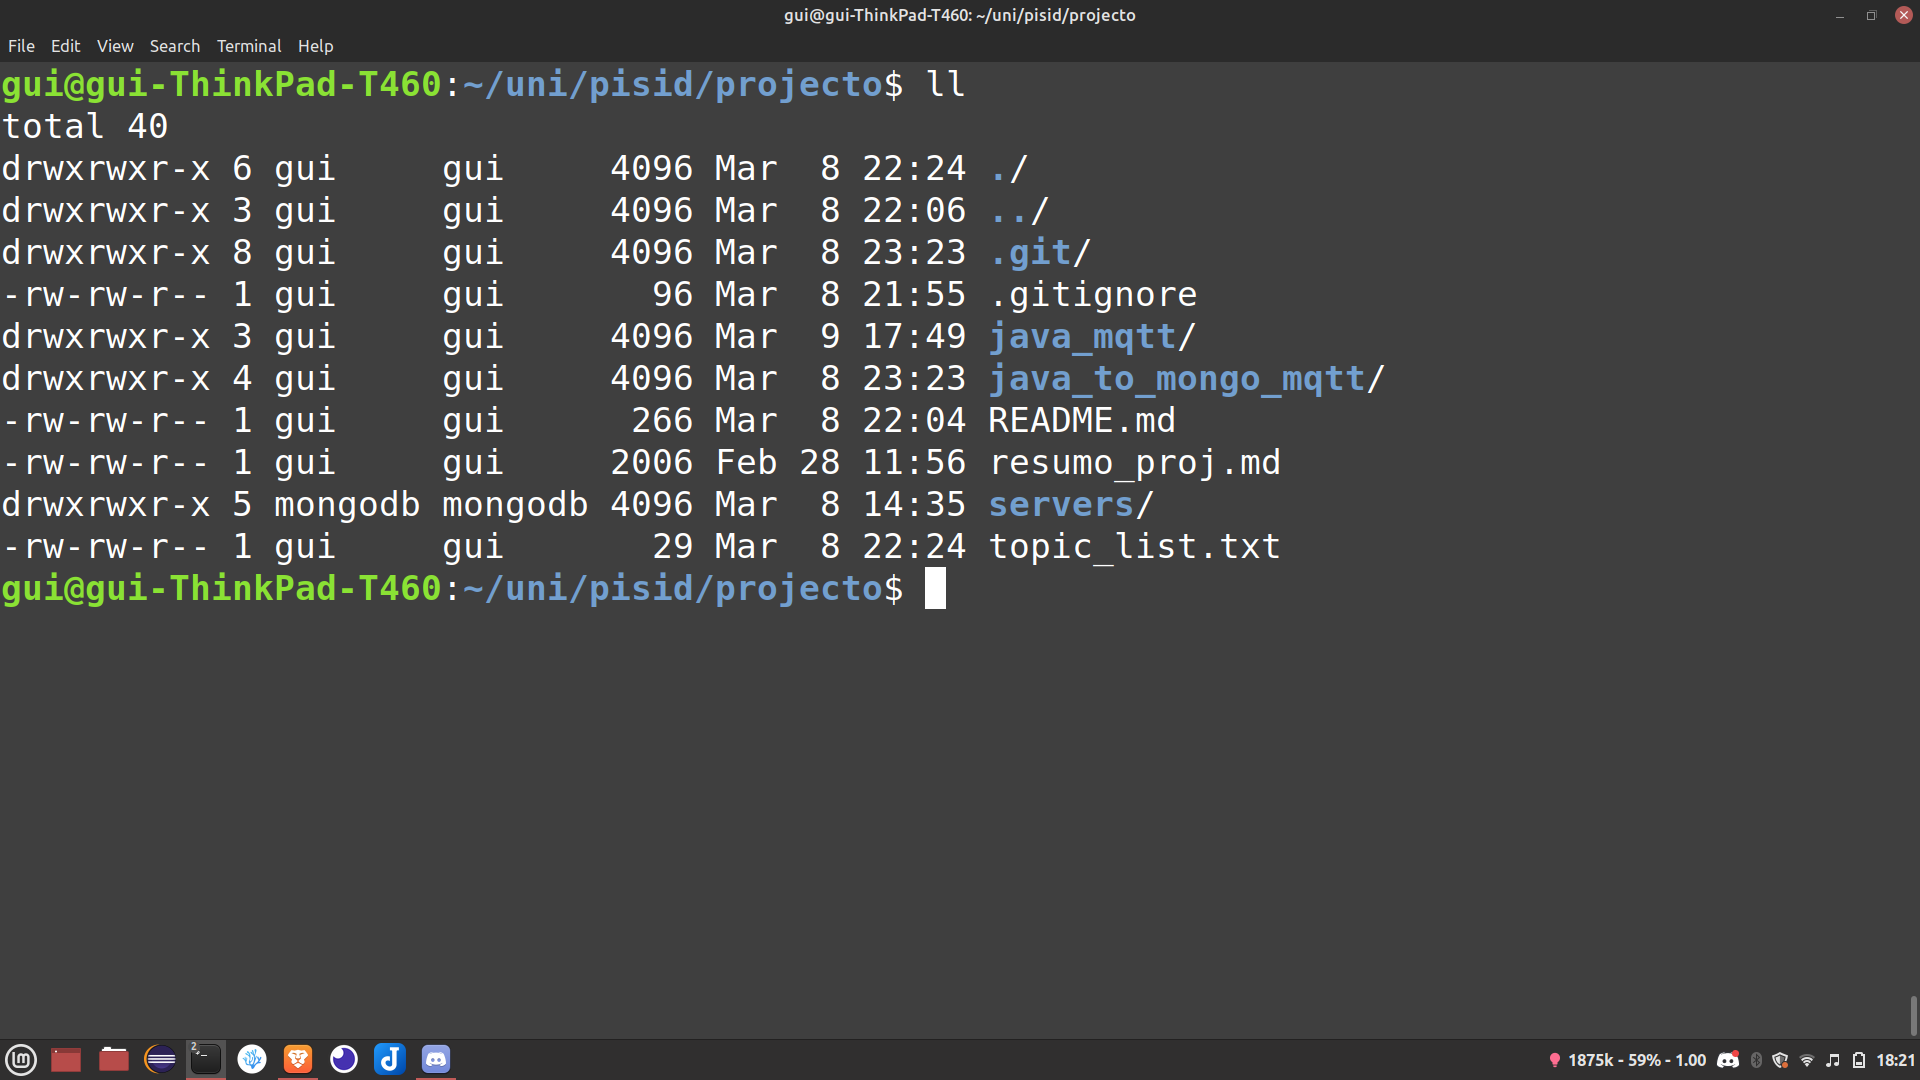 gui@gui-ThinkPad-T460: ~/uni/pisid/projecto
File Edit View Search Terminal Help
gui@gui-ThinkPad-T460:~/uni/pisid/projecto$ ll
total 40
drwxrwxr-x 6 gui     gui     4096 Mar  8 22:24 ./
drwxrwxr-x 3 gui     gui     4096 Mar  8 22:06 ../
drwxrwxr-x 8 gui     gui     4096 Mar  8 23:23 .git/
-rw-rw-r-- 1 gui     gui       96 Mar  8 21:55 .gitignore
drwxrwxr-x 3 gui     gui     4096 Mar  9 17:49 java_mqtt/
drwxrwxr-x 4 gui     gui     4096 Mar  8 23:23 java_to_mongo_mqtt/
-rw-rw-r-- 1 gui     gui      266 Mar  8 22:04 README.md
-rw-rw-r-- 1 gui     gui     2006 Feb 28 11:56 resumo_proj.md
drwxrwxr-x 5 mongodb mongodb 4096 Mar  8 14:35 servers/
-rw-rw-r-- 1 gui     gui       29 Mar  8 22:24 topic_list.txt
gui@gui-ThinkPad-T460:~/uni/pisid/projecto$
2
1875k - 59% - 1.00 18:21